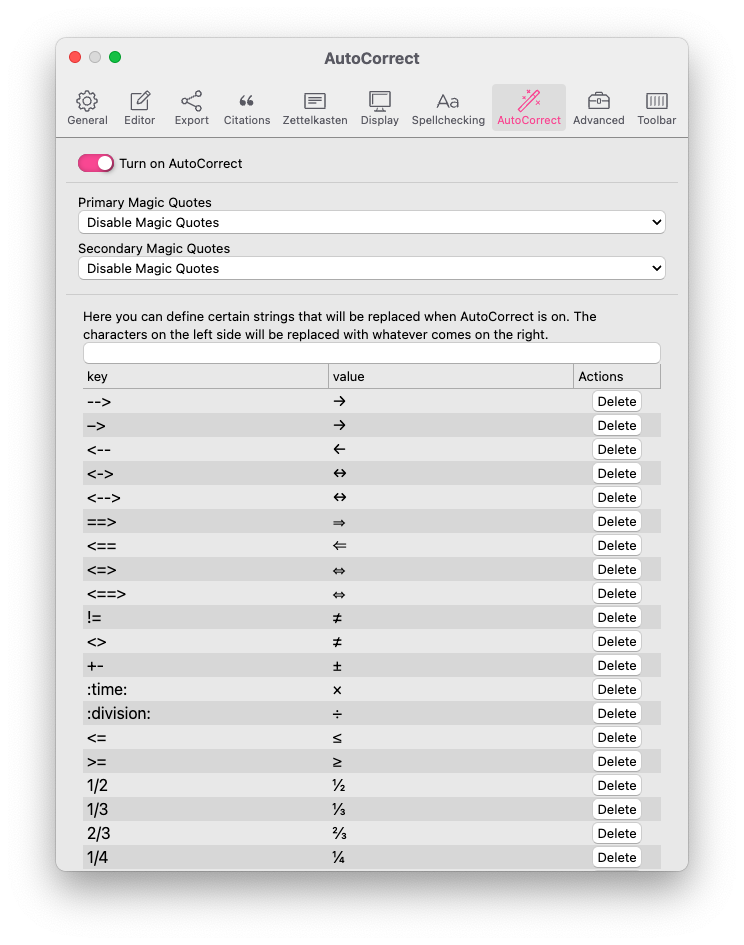 AutoCorrect
General Editor Export Citations Zettelkasten Display Spellchecking AutoCorrect Advanced Toolbar
Turn on AutoCorrect
Primary Magic Quotes
Disable Magic Quotes
Secondary Magic Quotes
Disable Magic Quotes
Here you can define certain strings that will be replaced when AutoCorrect is on. The
characters on the left side will be replaced with whatever comes on the right.
key value Actions
--> → Delete
–> → Delete
<-- ← Delete
<-> ↔ Delete
<--> ↔ Delete
==> ⇒ Delete
<== ⇐ Delete
<=> ⇔ Delete
<==> ⇔ Delete
!= ≠ Delete
<> ≠ Delete
+- ± Delete
:time: × Delete
:division: ÷ Delete
<= ≤ Delete
>= ≥ Delete
1/2 ½ Delete
1/3 ⅓ Delete
2/3 ⅔ Delete
1/4 ¼ Delete